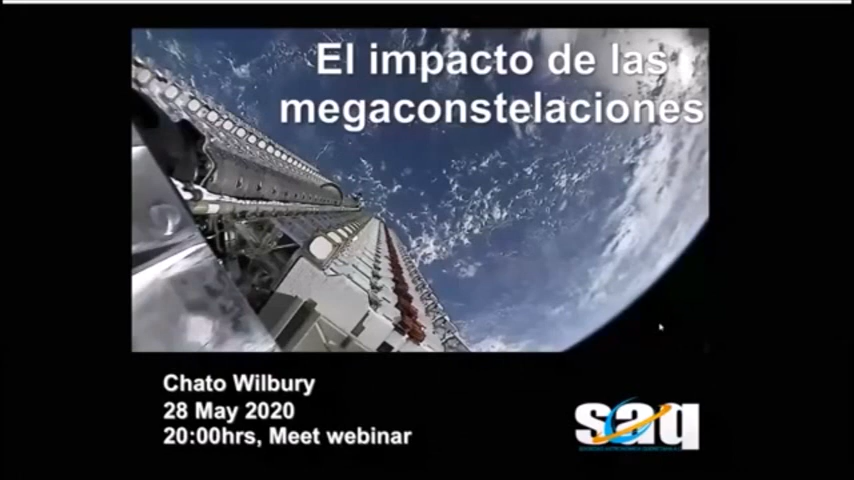 El impacto de las
megaconstelaciones
Chato Wilbury
28 May 2020
20:00hrs, Meet webinar
saq